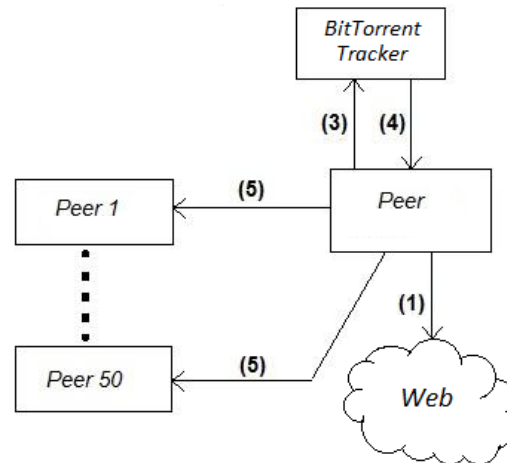 BitTorrent
Tracker
(3)
(4)
Peer 1
(5)
Peer
(1)
Peer 50
(5)
Web